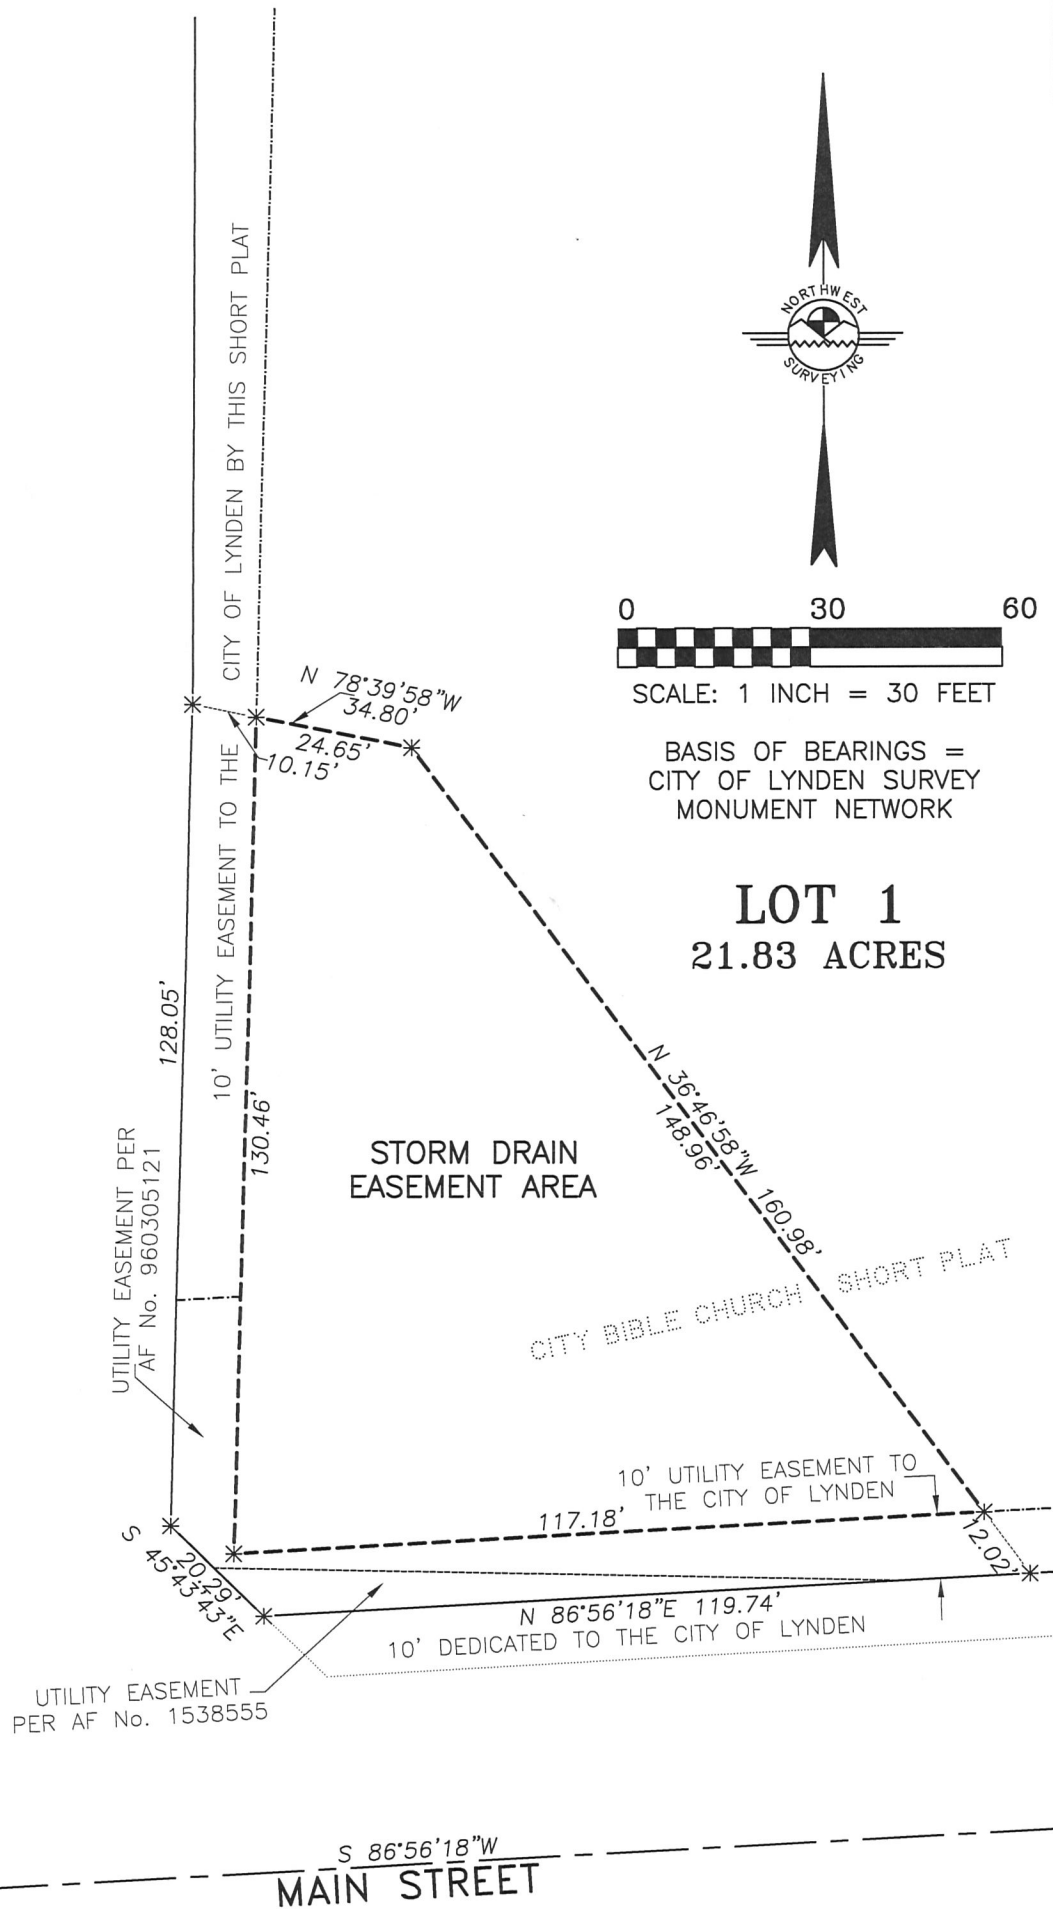 CITY OF LYNDEN BY THIS SHORT PLAT
10' UTILITY EASEMENT TO THE
NORTHWEST
SURVEYING
0 30 60
SCALE: 1 INCH = 30 FEET
BASIS OF BEARINGS =
CITY OF LYNDEN SURVEY
MONUMENT NETWORK
LOT 1
21.83 ACRES
N 78°39'58"W
34.80'
24.65'
10.15'
128.05'
130.46'
N 36°46'58"W 160.98'
148.96'
STORM DRAIN
EASEMENT AREA
UTILITY EASEMENT PER
AF No. 960305121
CITY BIBLE CHURCH SHORT PLAT
10' UTILITY EASEMENT TO
THE CITY OF LYNDEN
117.18'
12.02'
20.29'
S 45°43'43"E
N 86°56'18"E 119.74'
10' DEDICATED TO THE CITY OF LYNDEN
UTILITY EASEMENT
PER AF No. 1538555
S 86°56'18"W
MAIN STREET